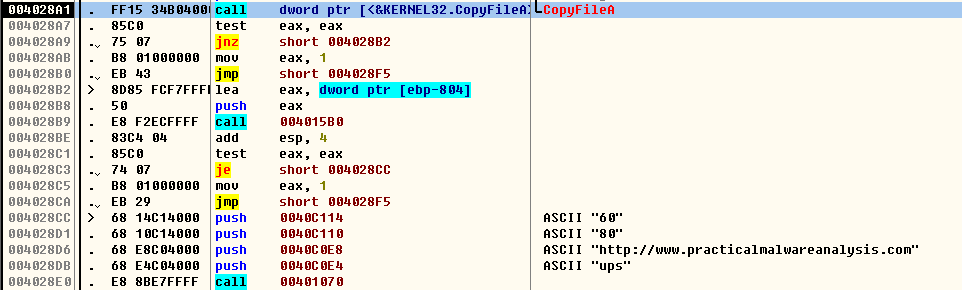 004028A1 . FF15 34B04000 call dword ptr [<&KERNEL32.CopyFileA> CopyFileA
004028A7 . 85C0 test eax, eax
004028A9 . 75 07 jnz short 004028B2
004028AB . B8 01000000 mov eax, 1
004028B0 . EB 43 jmp short 004028F5
004028B2 > 8D85 FCF7FFFF lea eax, dword ptr [ebp-804]
004028B8 . 50 push eax
004028B9 . E8 F2ECFFFF call 004015B0
004028BE . 83C4 04 add esp, 4
004028C1 . 85C0 test eax, eax
004028C3 . 74 07 je short 004028CC
004028C5 . B8 01000000 mov eax, 1
004028CA . EB 29 jmp short 004028F5
004028CC > 68 14C14000 push 0040C114 ASCII "60"
004028D1 . 68 10C14000 push 0040C110 ASCII "80"
004028D6 . 68 E8C04000 push 0040C0E8 ASCII "http://www.practicalmalwareanalysis.com"
004028DB . 68 E4C04000 push 0040C0E4 ASCII "ups"
004028E0 . E8 8BE7FFFF call 00401070